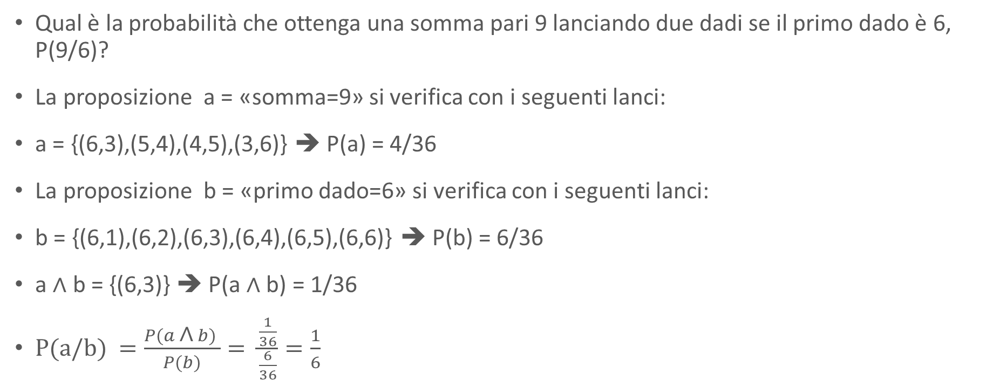 • Qual è la probabilità che ottenga una somma pari 9 lanciando due dadi se il primo dado è 6,
P(9/6)?
• La proposizione a = «somma=9» si verifica con i seguenti lanci:
• a = {(6,3),(5,4),(4,5),(3,6)} ➔ P(a) = 4/36
• La proposizione b = «primo dado=6» si verifica con i seguenti lanci:
• b = {(6,1),(6,2),(6,3),(6,4),(6,5),(6,6)} ➔ P(b) = 6/36
• a ∧ b = {(6,3)} ➔ P(a ∧ b) = 1/36
• P(a/b) = \frac{P(a ∧ b)}{P(b)} = \frac{\frac{1}{36}}{\frac{6}{36}} = \frac{1}{6}